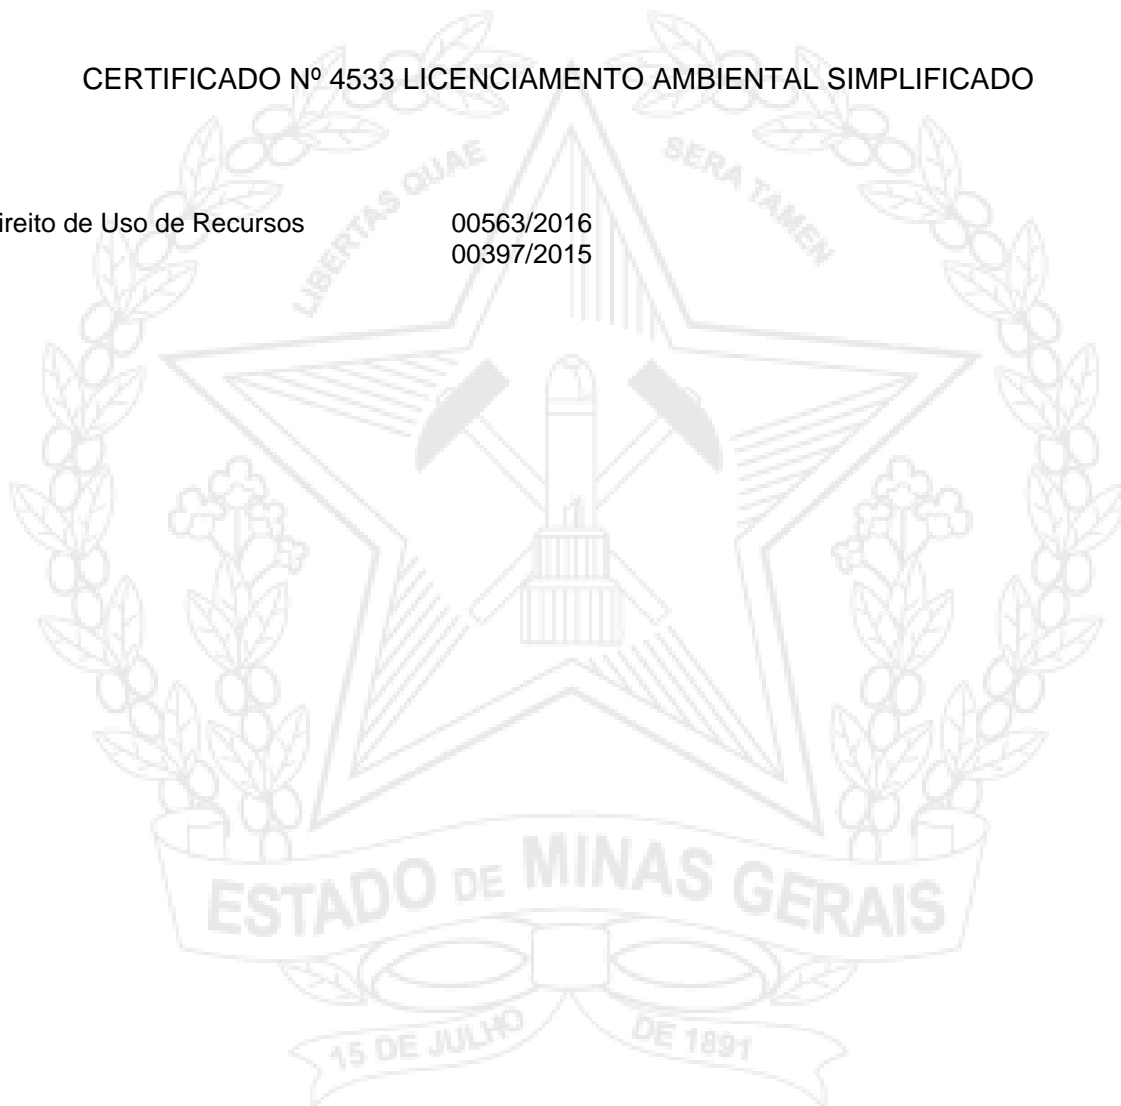 CERTIFICADO Nº 4533 LICENCIAMENTO AMBIENTAL SIMPLIFICADO
LIBERTAS QUAE SERA TAMEN
ireito de Uso de Recursos 00563/2016
00397/2015
ESTADO DE MINAS GERAIS
15 DE JULHO DE 1891